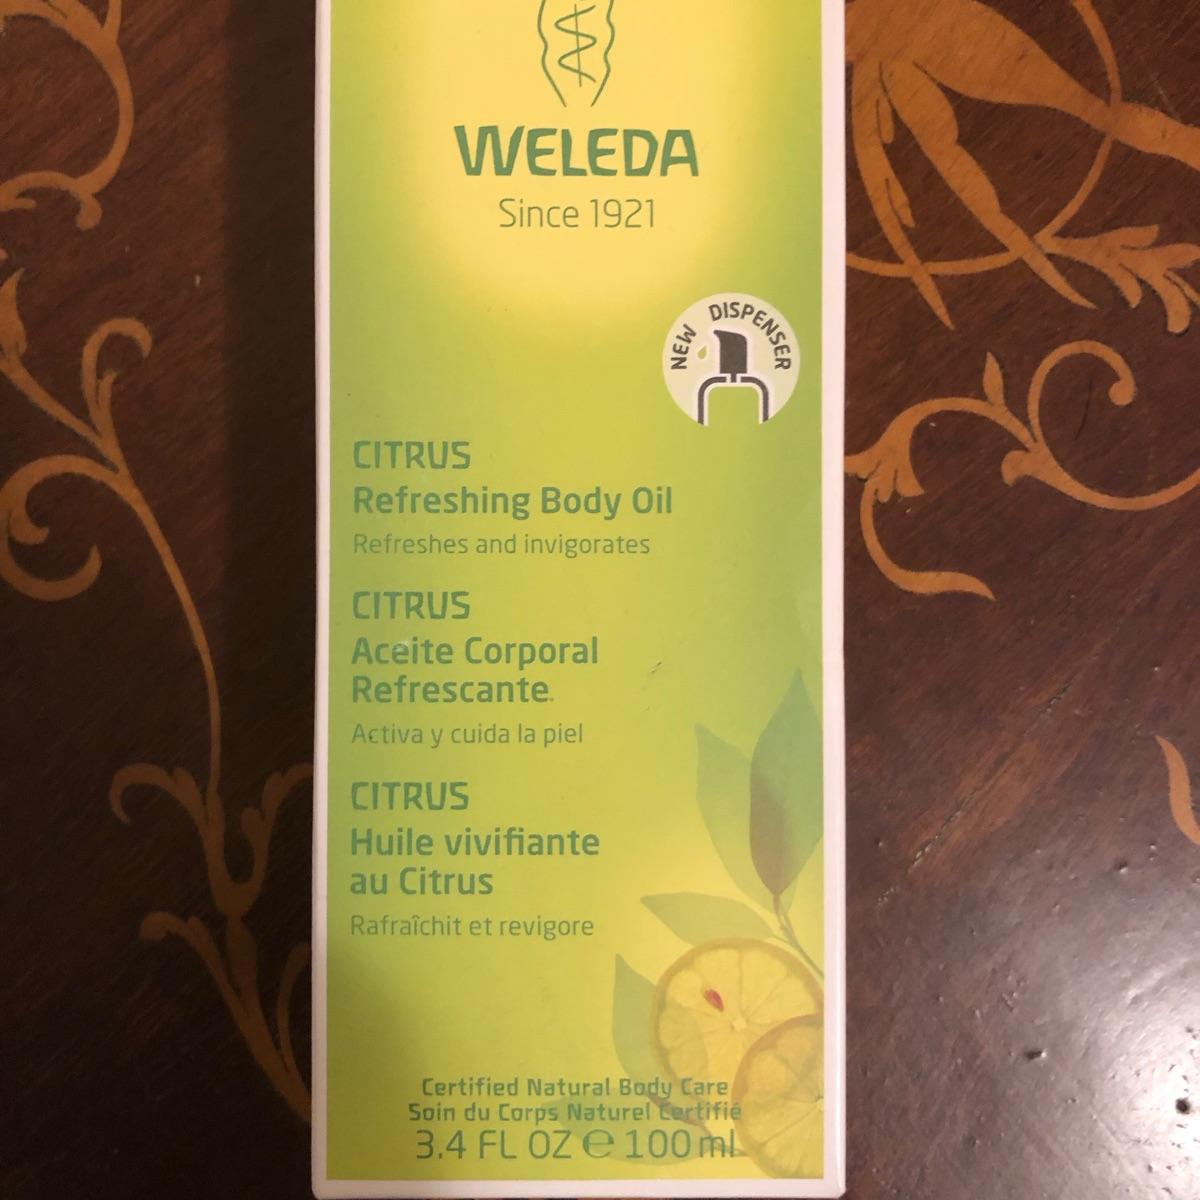 WELEDA
Since 1921
NEW DISPENSER
CITRUS
Refreshing Body Oil
Refreshes and invigorates
CITRUS
Aceite Corporal
Refrescante
Activa y cuida la piel
CITRUS
Huile vivifiante
au Citrus
Rafraîchit et revigore
Certified Natural Body Care
Soin du Corps Naturel Certifié
3.4 FL OZ ℮ 100 ml